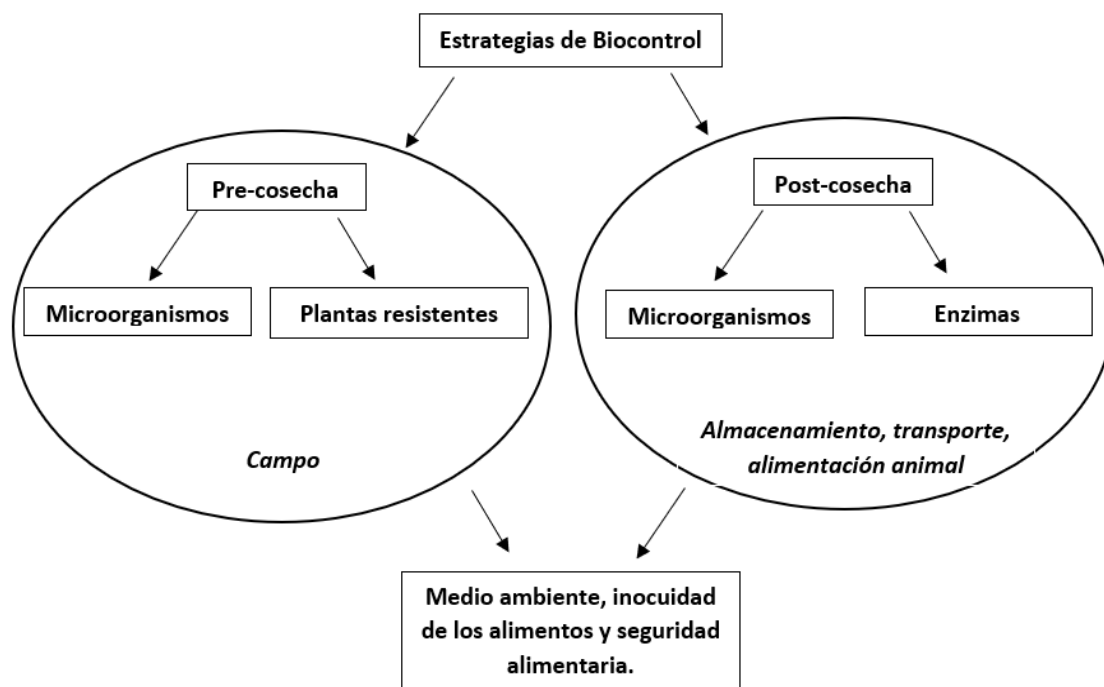 Estrategias de Biocontrol
Pre-cosecha
Post-cosecha
Microorganismos
Plantas resistentes
Microorganismos
Enzimas
Campo
Almacenamiento, transporte,
alimentación animal
Medio ambiente, inocuidad
de los alimentos y seguridad
alimentaria.